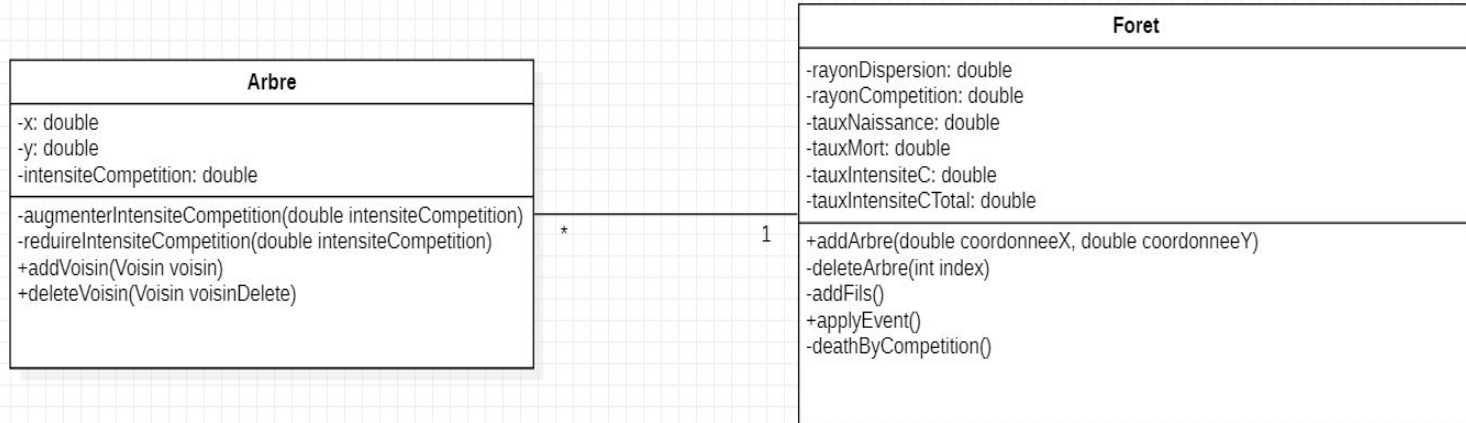 Arbre
-x: double
-y: double
-intensiteCompetition: double
-augmenterIntensiteCompetition(double intensiteCompetition)
-reduireIntensiteCompetition(double intensiteCompetition)
+addVoisin(Voisin voisin)
+deleteVoisin(Voisin voisinDelete)
*
1
Foret
-rayonDispersion: double
-rayonCompetition: double
-tauxNaissance: double
-tauxMort: double
-tauxIntensiteC: double
-tauxIntensiteCTotal: double
+addArbre(double coordonneeX, double coordonneeY)
-deleteArbre(int index)
-addFils()
+applyEvent()
-deathByCompetition()